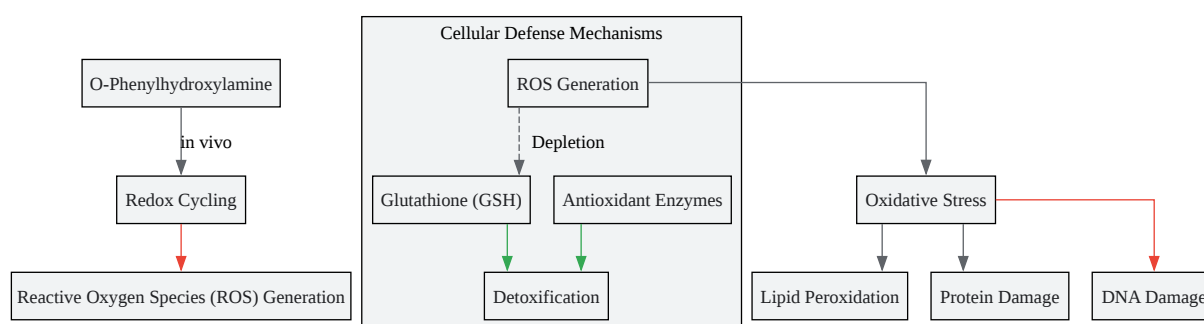 Cellular Defense Mechanisms
O-Phenylhydroxylamine
ROS Generation
in vivo
Depletion
Redox Cycling
Glutathione (GSH)
Antioxidant Enzymes
Oxidative Stress
Reactive Oxygen Species (ROS) Generation
Detoxification
Lipid Peroxidation
Protein Damage
DNA Damage